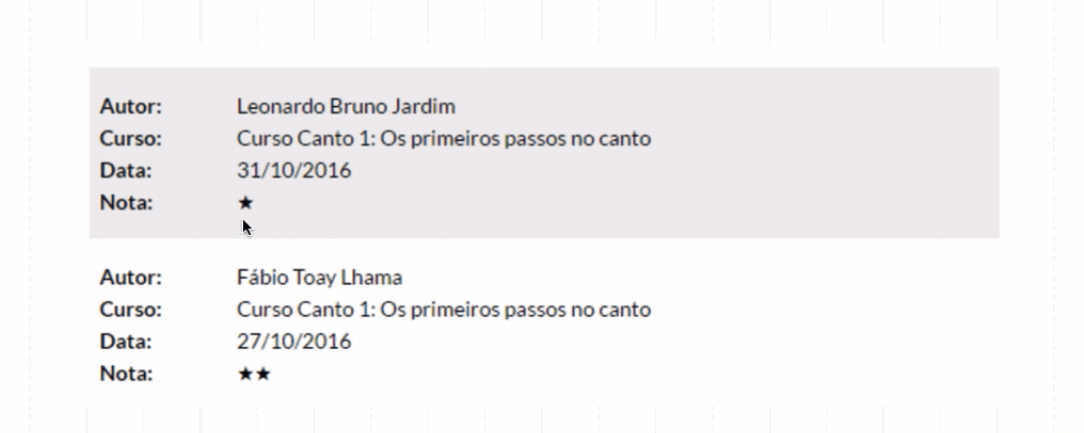 Autor: Leonardo Bruno Jardim
Curso: Curso Canto 1: Os primeiros passos no canto
Data: 31/10/2016
Nota: ★
Autor: Fábio Toay Lhama
Curso: Curso Canto 1: Os primeiros passos no canto
Data: 27/10/2016
Nota: ★★